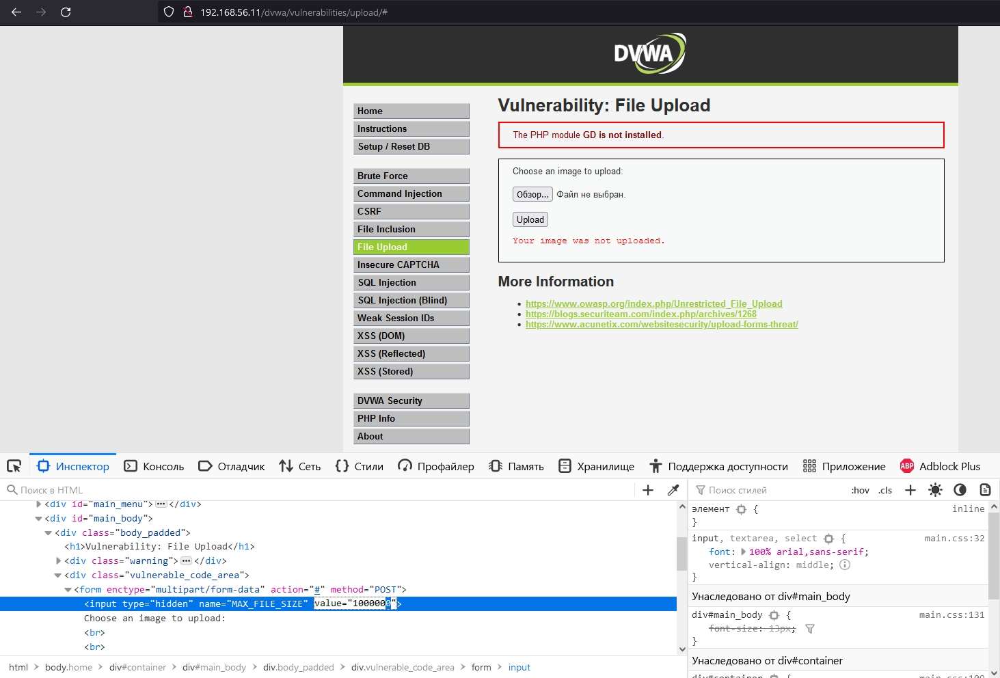 192.168.56.11/dvwa/vulnerabilities/upload/#
DVWA
Home
Instructions
Setup / Reset DB
Brute Force
Command Injection
CSRF
File Inclusion
File Upload
Insecure CAPTCHA
SQL Injection
SQL Injection (Blind)
Weak Session IDs
XSS (DOM)
XSS (Reflected)
XSS (Stored)
DVWA Security
PHP Info
About
Vulnerability: File Upload
The PHP module GD is not installed.
Choose an image to upload:
Обзор... Файл не выбран.
Upload
Your image was not uploaded.
More Information
• https://www.owasp.org/index.php/Unrestricted_File_Upload
• https://blogs.securiteam.com/index.php/archives/1268
• https://www.acunetix.com/websitesecurity/upload-forms-threat/
Инспектор Консоль Отладчик Сеть Стили Профайлер Память Хранилище Поддержка доступности Приложение ABP Adblock Plus
Поиск в HTML
<div id="main_menu"> ••• </div>
<div id="main_body">
<div class="body_padded">
<h1>Vulnerability: File Upload</h1>
<div class="warning"> ••• </div>
<div class="vulnerable_code_area">
<form enctype="multipart/form-data" action="#" method="POST">
<input type="hidden" name="MAX_FILE_SIZE" value="1000000">
Choose an image to upload:
<br>
<br>
html > body.home > div#container > div#main_body > div.body_padded > div.vulnerable_code_area > form > input
Поиск стилей :hov .cls
элемент { inline
}
input, textarea, select { main.css:32
font: 100% arial,sans-serif;
vertical-align: middle;
}
Унаследовано от div#main_body
div#main_body { main.css:131
font-size: 13px;
}
Унаследовано от div#container
div#container { main.css:109